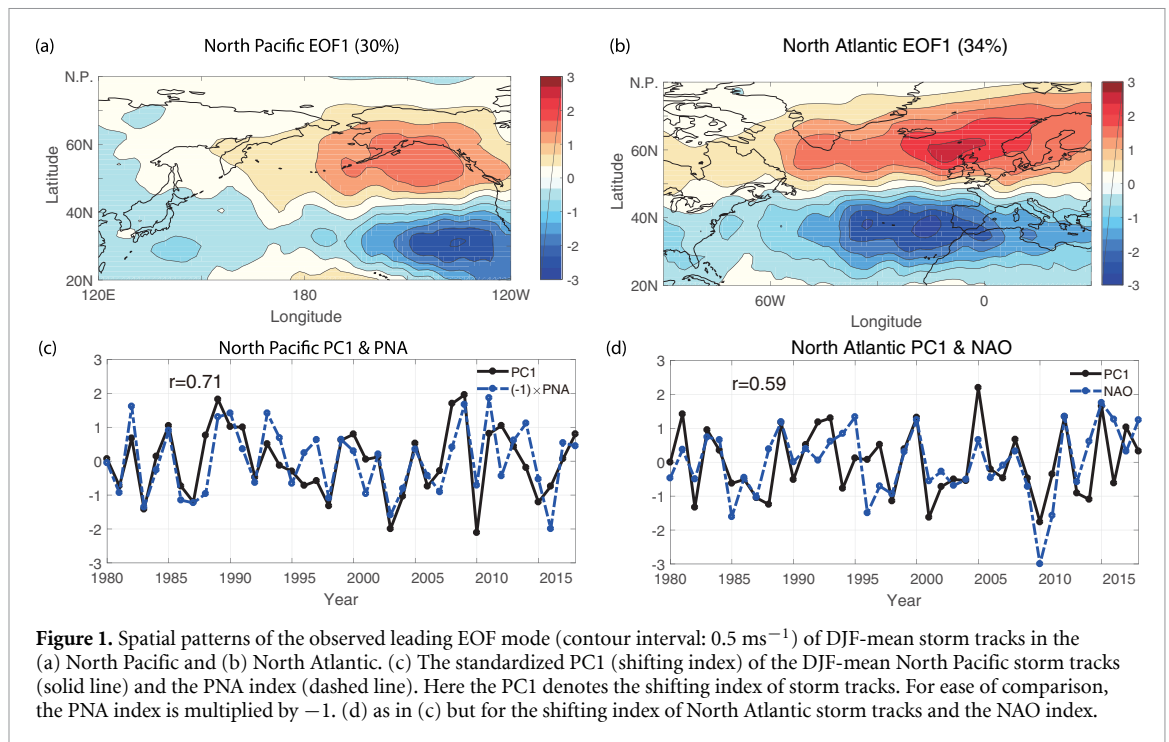 (a)
North Pacific EOF1 (30%)
N.P.
60N
40N
20N
Latitude
120E
180
120W
Longitude
3
2
1
0
-1
-2
-3
(b)
North Atlantic EOF1 (34%)
N.P.
60N
40N
20N
Latitude
60W
0
Longitude
3
2
1
0
-1
-2
-3
(c)
North Pacific PC1 & PNA
r=0.71
PC1
(-1)×PNA
3
2
1
0
-1
-2
-3
1980
1985
1990
1995
2000
2005
2010
2015
Year
(d)
North Atlantic PC1 & NAO
r=0.59
PC1
NAO
3
2
1
0
-1
-2
-3
1980
1985
1990
1995
2000
2005
2010
2015
Year
Figure 1. Spatial patterns of the observed leading EOF mode (contour interval: 0.5 ms⁻¹) of DJF-mean storm tracks in the
(a) North Pacific and (b) North Atlantic. (c) The standardized PC1 (shifting index) of the DJF-mean North Pacific storm tracks
(solid line) and the PNA index (dashed line). Here the PC1 denotes the shifting index of storm tracks. For ease of comparison,
the PNA index is multiplied by −1. (d) as in (c) but for the shifting index of North Atlantic storm tracks and the NAO index.